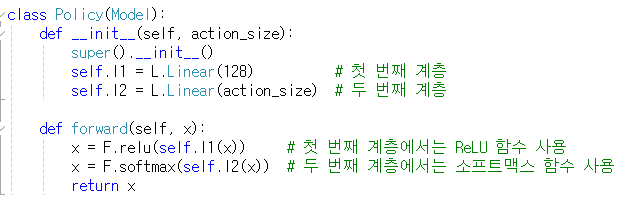 class Policy(Model):
    def __init__(self, action_size):
        super().__init__()
        self.l1 = L.Linear(128)          # 첫 번째 계층
        self.l2 = L.Linear(action_size)  # 두 번째 계층

    def forward(self, x):
        x = F.relu(self.l1(x))     # 첫 번째 계층에서는 ReLU 함수 사용
        x = F.softmax(self.l2(x))  # 두 번째 계층에서는 소프트맥스 함수 사용
        return x